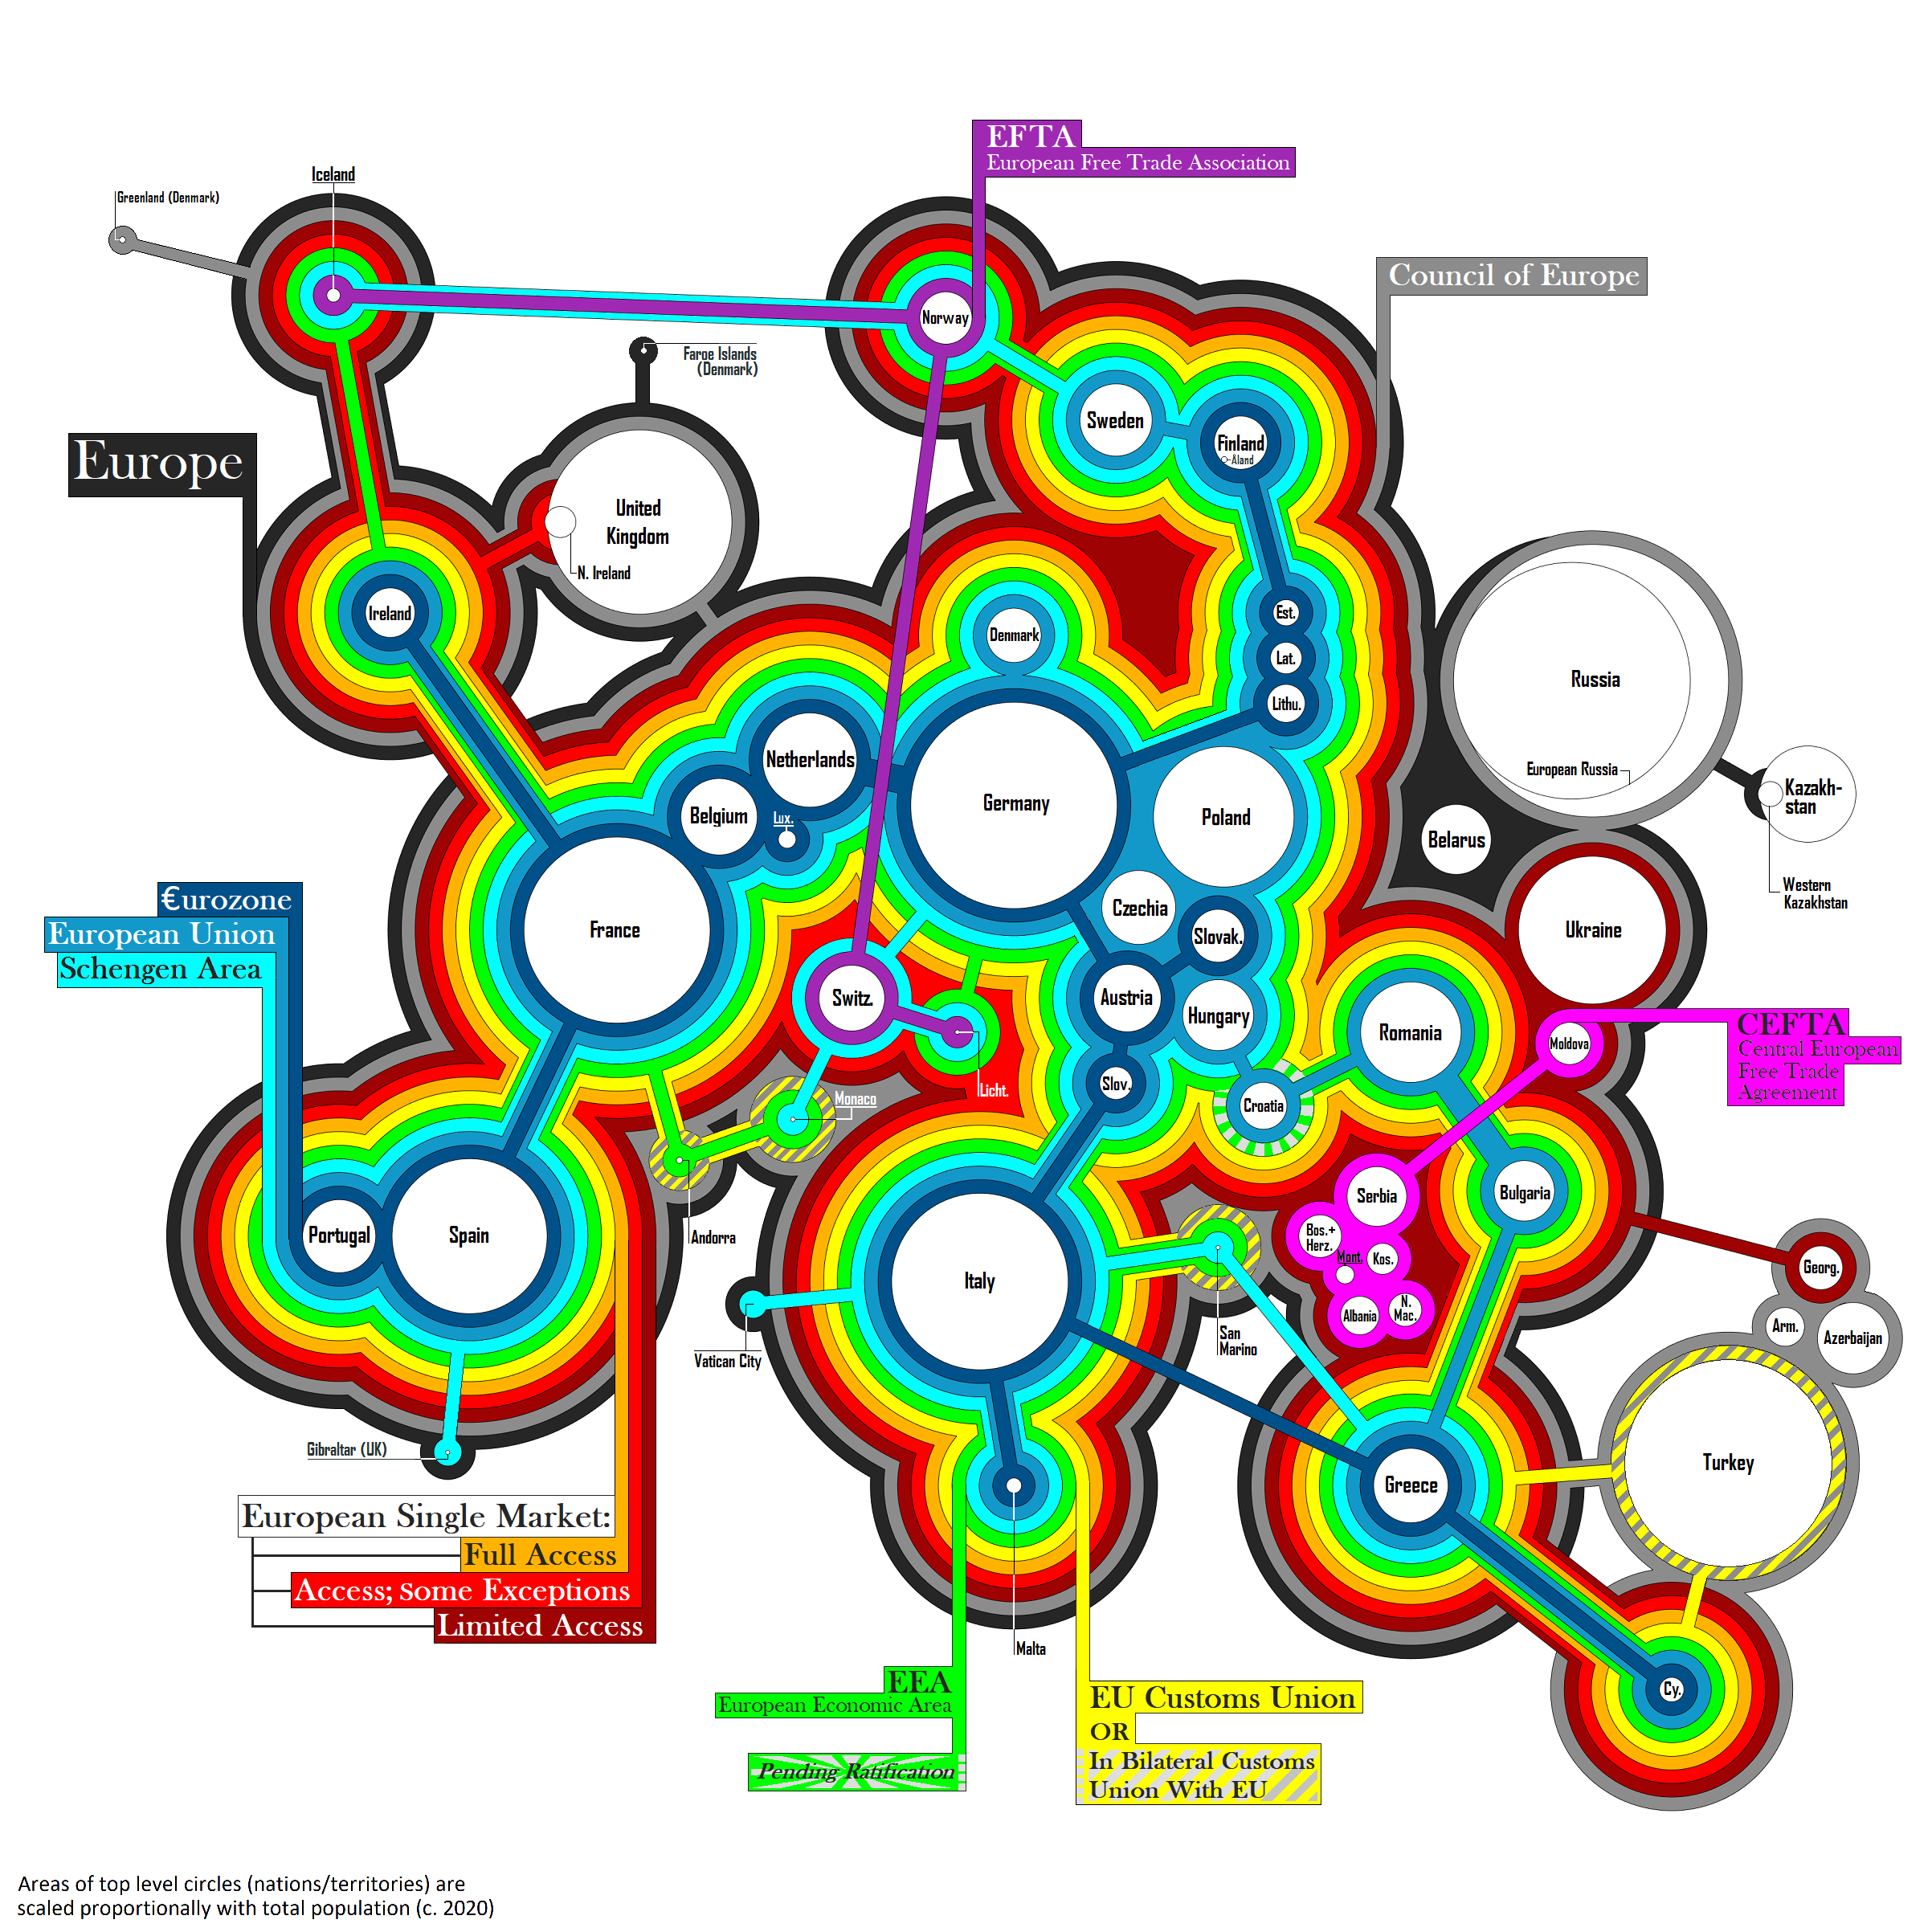 EFTA
European Free Trade Association
Iceland
Greenland (Denmark)
Council of Europe
Norway
Faroe Islands
(Denmark)
Sweden
Finland
Åland
Europe
United
Kingdom
N. Ireland
Ireland
Est.
Lat.
Lithu.
Denmark
Russia
European Russia
Kazakh-
stan
Western
Kazakhstan
Netherlands
Belgium
Lux.
Germany
Poland
Belarus
Czechia
Slovak.
Ukraine
France
€urozone
European Union
Schengen Area
Switz.
Licht.
Austria
Hungary
Romania
Moldova
CEFTA
Central European
Free Trade
Agreement
Slov.
Croatia
Monaco
Andorra
Serbia
Bulgaria
Bos.+
Herz.
Mont.
Kos.
Albania
N.
Mac.
Georg.
Arm.
Azerbaijan
Portugal
Spain
Italy
San
Marino
Vatican City
Gibraltar (UK)
Greece
Turkey
Cy.
Malta
European Single Market:
Full Access
Access; some Exceptions
Limited Access
EEA
European Economic Area
Pending Ratification
EU Customs Union
OR
In Bilateral Customs
Union With EU
Areas of top level circles (nations/territories) are
scaled proportionally with total population (c. 2020)